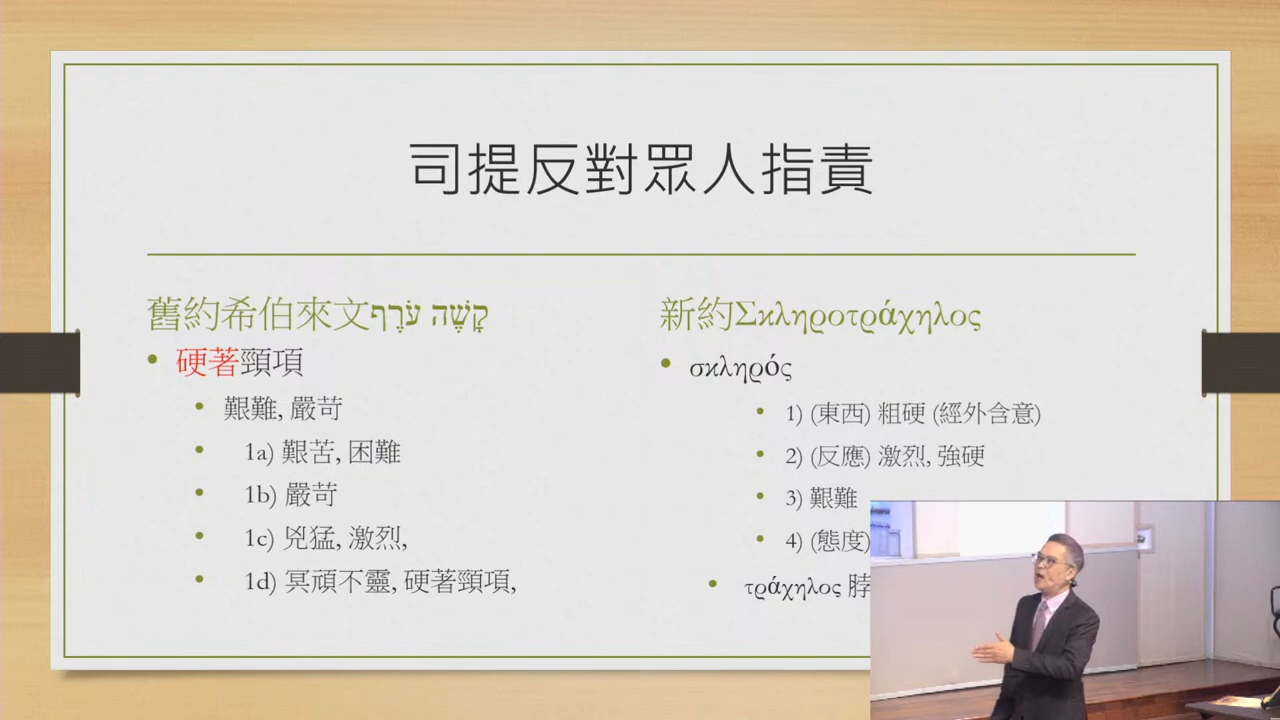 司提反對眾人指責
舊約希伯來文קָשֶׁה עֹרֶף
硬著頸項
艱難, 嚴苛
1a) 艱苦, 困難
1b) 嚴苛
1c) 兇猛, 激烈,
1d) 冥頑不靈, 硬著頸項,
新約Σκληροτράχηλος
σκληρός
1) (東西) 粗硬 (經外含意)
2) (反應) 激烈, 強硬
3) 艱難
4) (態度)
τράχηλος 脖